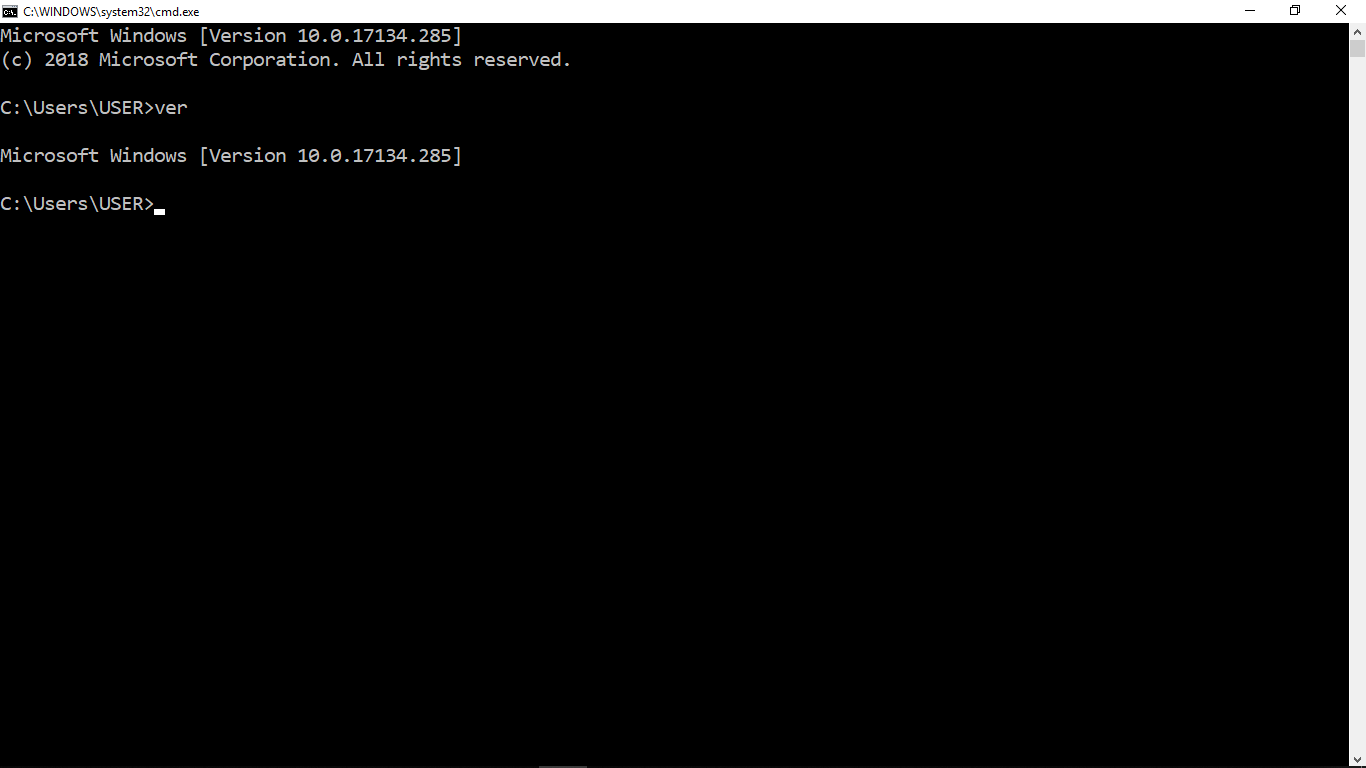 C:\WINDOWS\system32\cmd.exe
Microsoft Windows [Version 10.0.17134.285]
(c) 2018 Microsoft Corporation. All rights reserved.
C:\Users\USER>ver
Microsoft Windows [Version 10.0.17134.285]
C:\Users\USER>